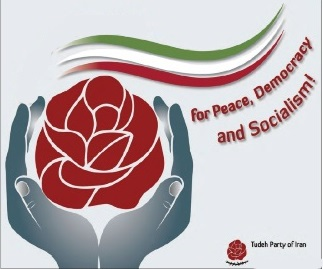 for Peace, Democracy
and Socialism!
Tudeh Party of Iran